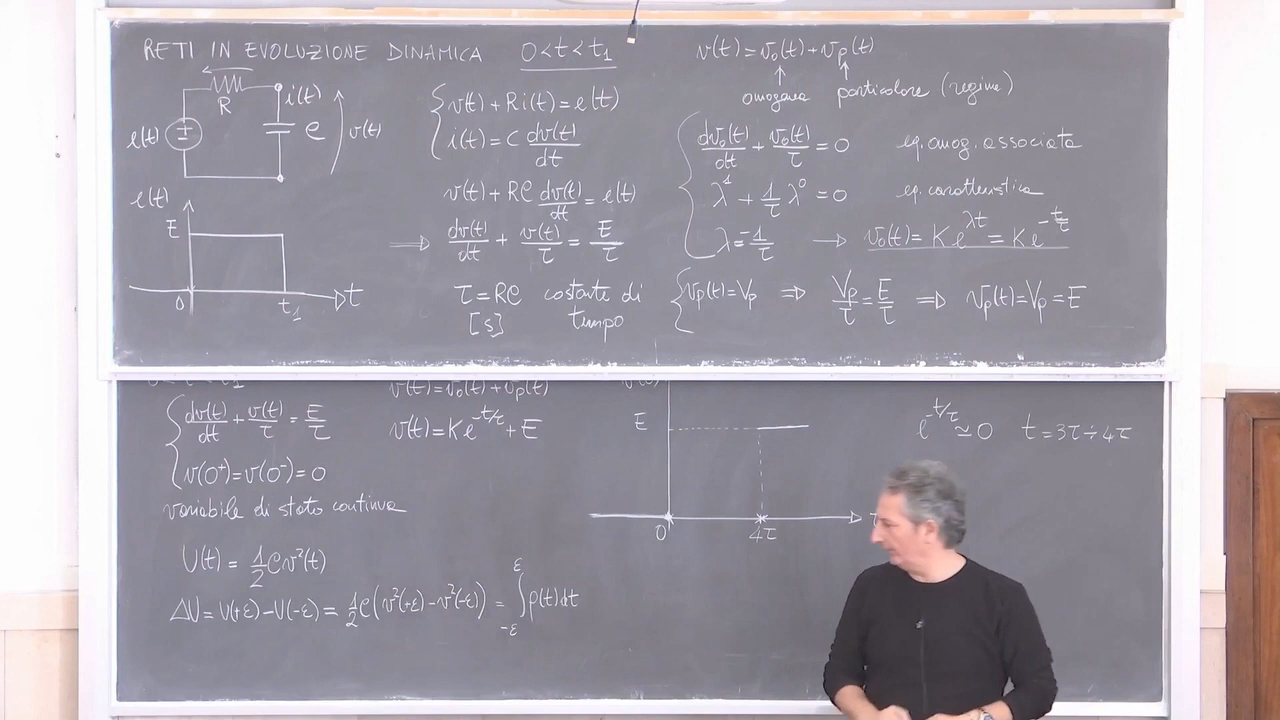 RETI IN EVOLUZIONE DINAMICA 0<t<t₁
R
i(t)
e(t)
C
v(t)
e(t)
E
0
t₁
t
v(t)+Ri(t)=e(t)
i(t)=C dv(t)/dt
v(t)+RC dv(t)/dt=e(t)
⟹ dv(t)/dt + v(t)/τ = E/τ
τ=RC costante di
[s] tempo
v(t)=v₀(t)+vₚ(t)
omogenea particolare (regime)
dv₀(t)/dt + v₀(t)/τ = 0 eq. omog. associata
λ¹ + 1/τ λ⁰ = 0 eq. caratteristica
λ=-1/τ → v₀(t)=Ke^λt=Ke^-t/τ
vₚ(t)=Vₚ ⟹ Vₚ/τ=E/τ ⟹ vₚ(t)=Vₚ=E
dv(t)/dt + v(t)/τ = E/τ
v(0⁺)=v(0⁻)=0
variabile di stato continua
U(t) = 1/2 Cv²(t)
ΔU = U(+ε)-U(-ε) = 1/2 C(v²(+ε)-v²(-ε)) = ∫_-ε^ε p(t)dt
v(t)=v₀(t)+vₚ(t)
v(t)=Ke^-t/τ + E
E
0
4τ
e^-t/τ ≃ 0 t=3τ÷4τ